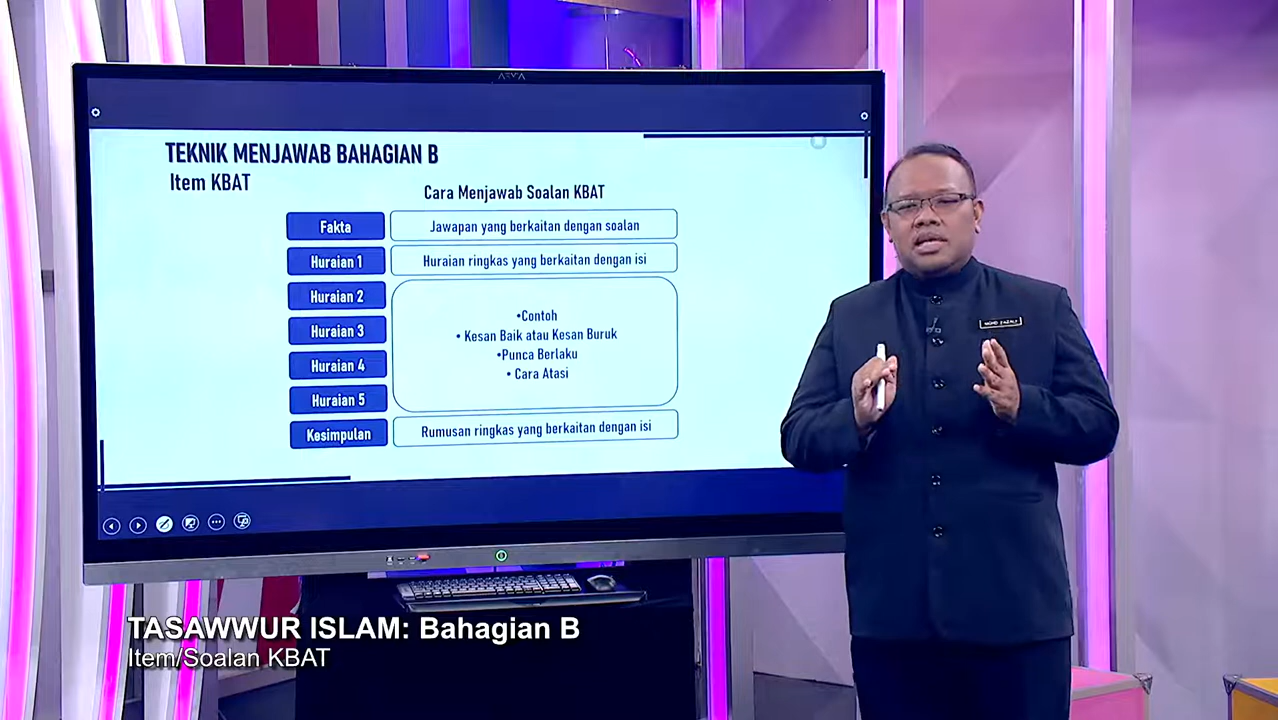 TEKNIK MENJAWAB BAHAGIAN B
Item KBAT
Cara Menjawab Soalan KBAT
Fakta
Jawapan yang berkaitan dengan soalan
Huraian 1
Huraian ringkas yang berkaitan dengan isi
Huraian 2
Huraian 3
Huraian 4
Huraian 5
•Contoh
• Kesan Baik atau Kesan Buruk
•Punca Berlaku
• Cara Atasi
Kesimpulan
Rumusan ringkas yang berkaitan dengan isi
TASAWWUR ISLAM: Bahagian B
Item/Soalan KBAT